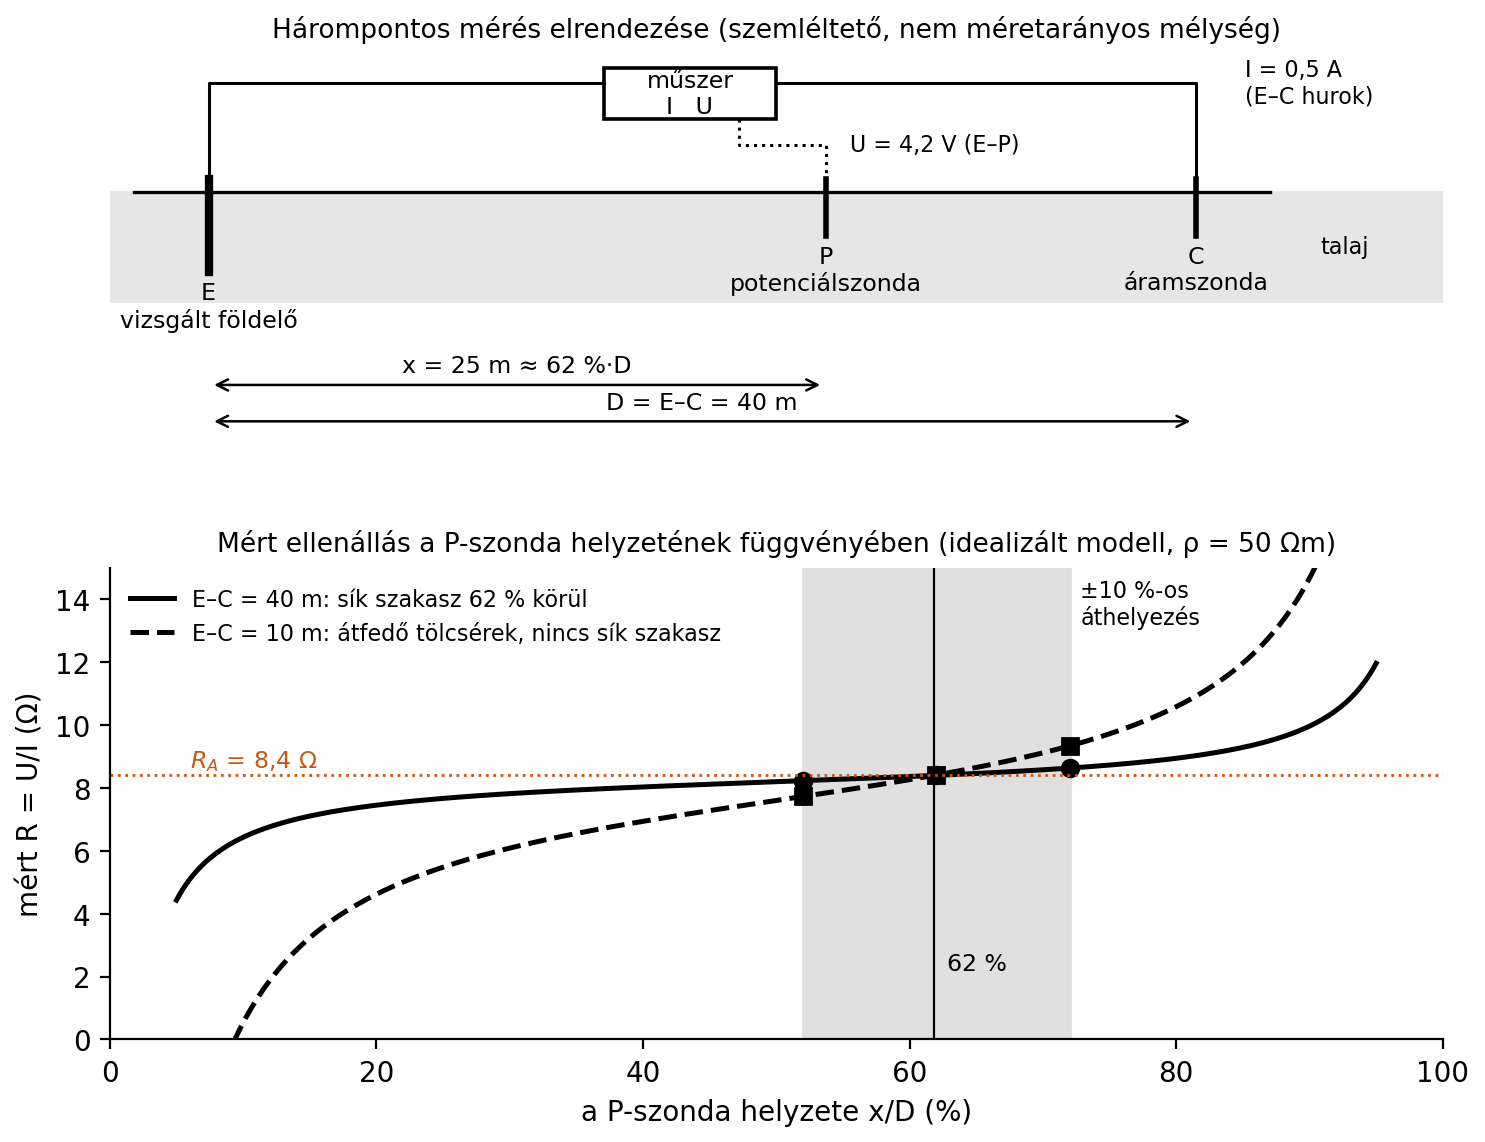 Hárompontos mérés elrendezése (szemléltető, nem méretarányos mélység)
műszer
I U
I = 0,5 A
(E–C hurok)
U = 4,2 V (E–P)
talaj
P
potenciálszonda
C
áramszonda
E
vizsgált földelő
x = 25 m ≈ 62 %·D
D = E–C = 40 m
Mért ellenállás a P-szonda helyzetének függvényében (idealizált modell, ρ = 50 Ωm)
E–C = 40 m: sík szakasz 62 % körül
E–C = 10 m: átfedő tölcsérek, nincs sík szakasz
±10 %-os
áthelyezés
R_A = 8,4 Ω
62 %
mért R = U/I (Ω)
14
12
10
8
6
4
2
0
0 20 40 60 80 100
a P-szonda helyzete x/D (%)